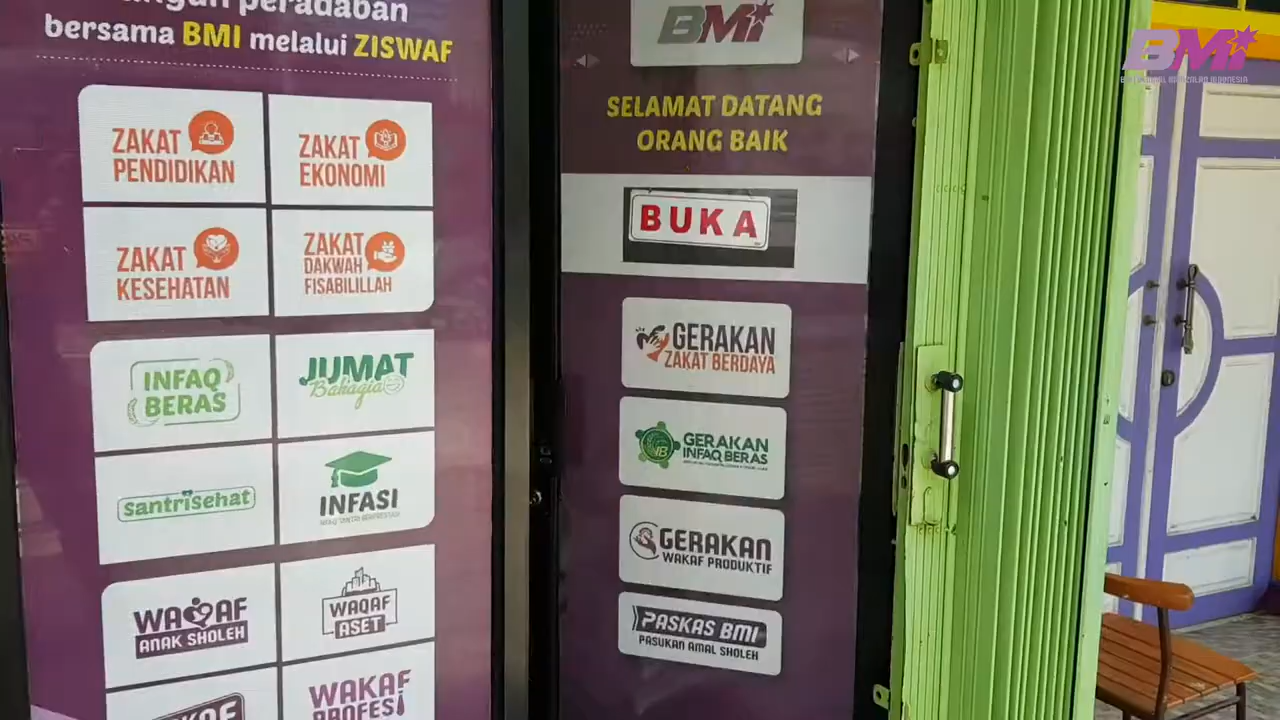 peradaban
bersama BMI melalui ZISWAF
ZAKAT
PENDIDIKAN
ZAKAT
EKONOMI
ZAKAT
KESEHATAN
ZAKAT
DAKWAH
FISABILILLAH
INFAQ
BERAS
JUMAT
Bahagia
santrisehat
INFASI
WAQAF
ANAK SHOLEH
WAQAF
ASET
WAKAF
PROFESI
BMI
SELAMAT DATANG
ORANG BAIK
BUKA
GERAKAN
ZAKAT BERDAYA
GERAKAN
INFAQ BERAS
GERAKAN
WAKAF PRODUKTIF
PASKAS BMI
PASUKAN AMAL SHOLEH
BMI